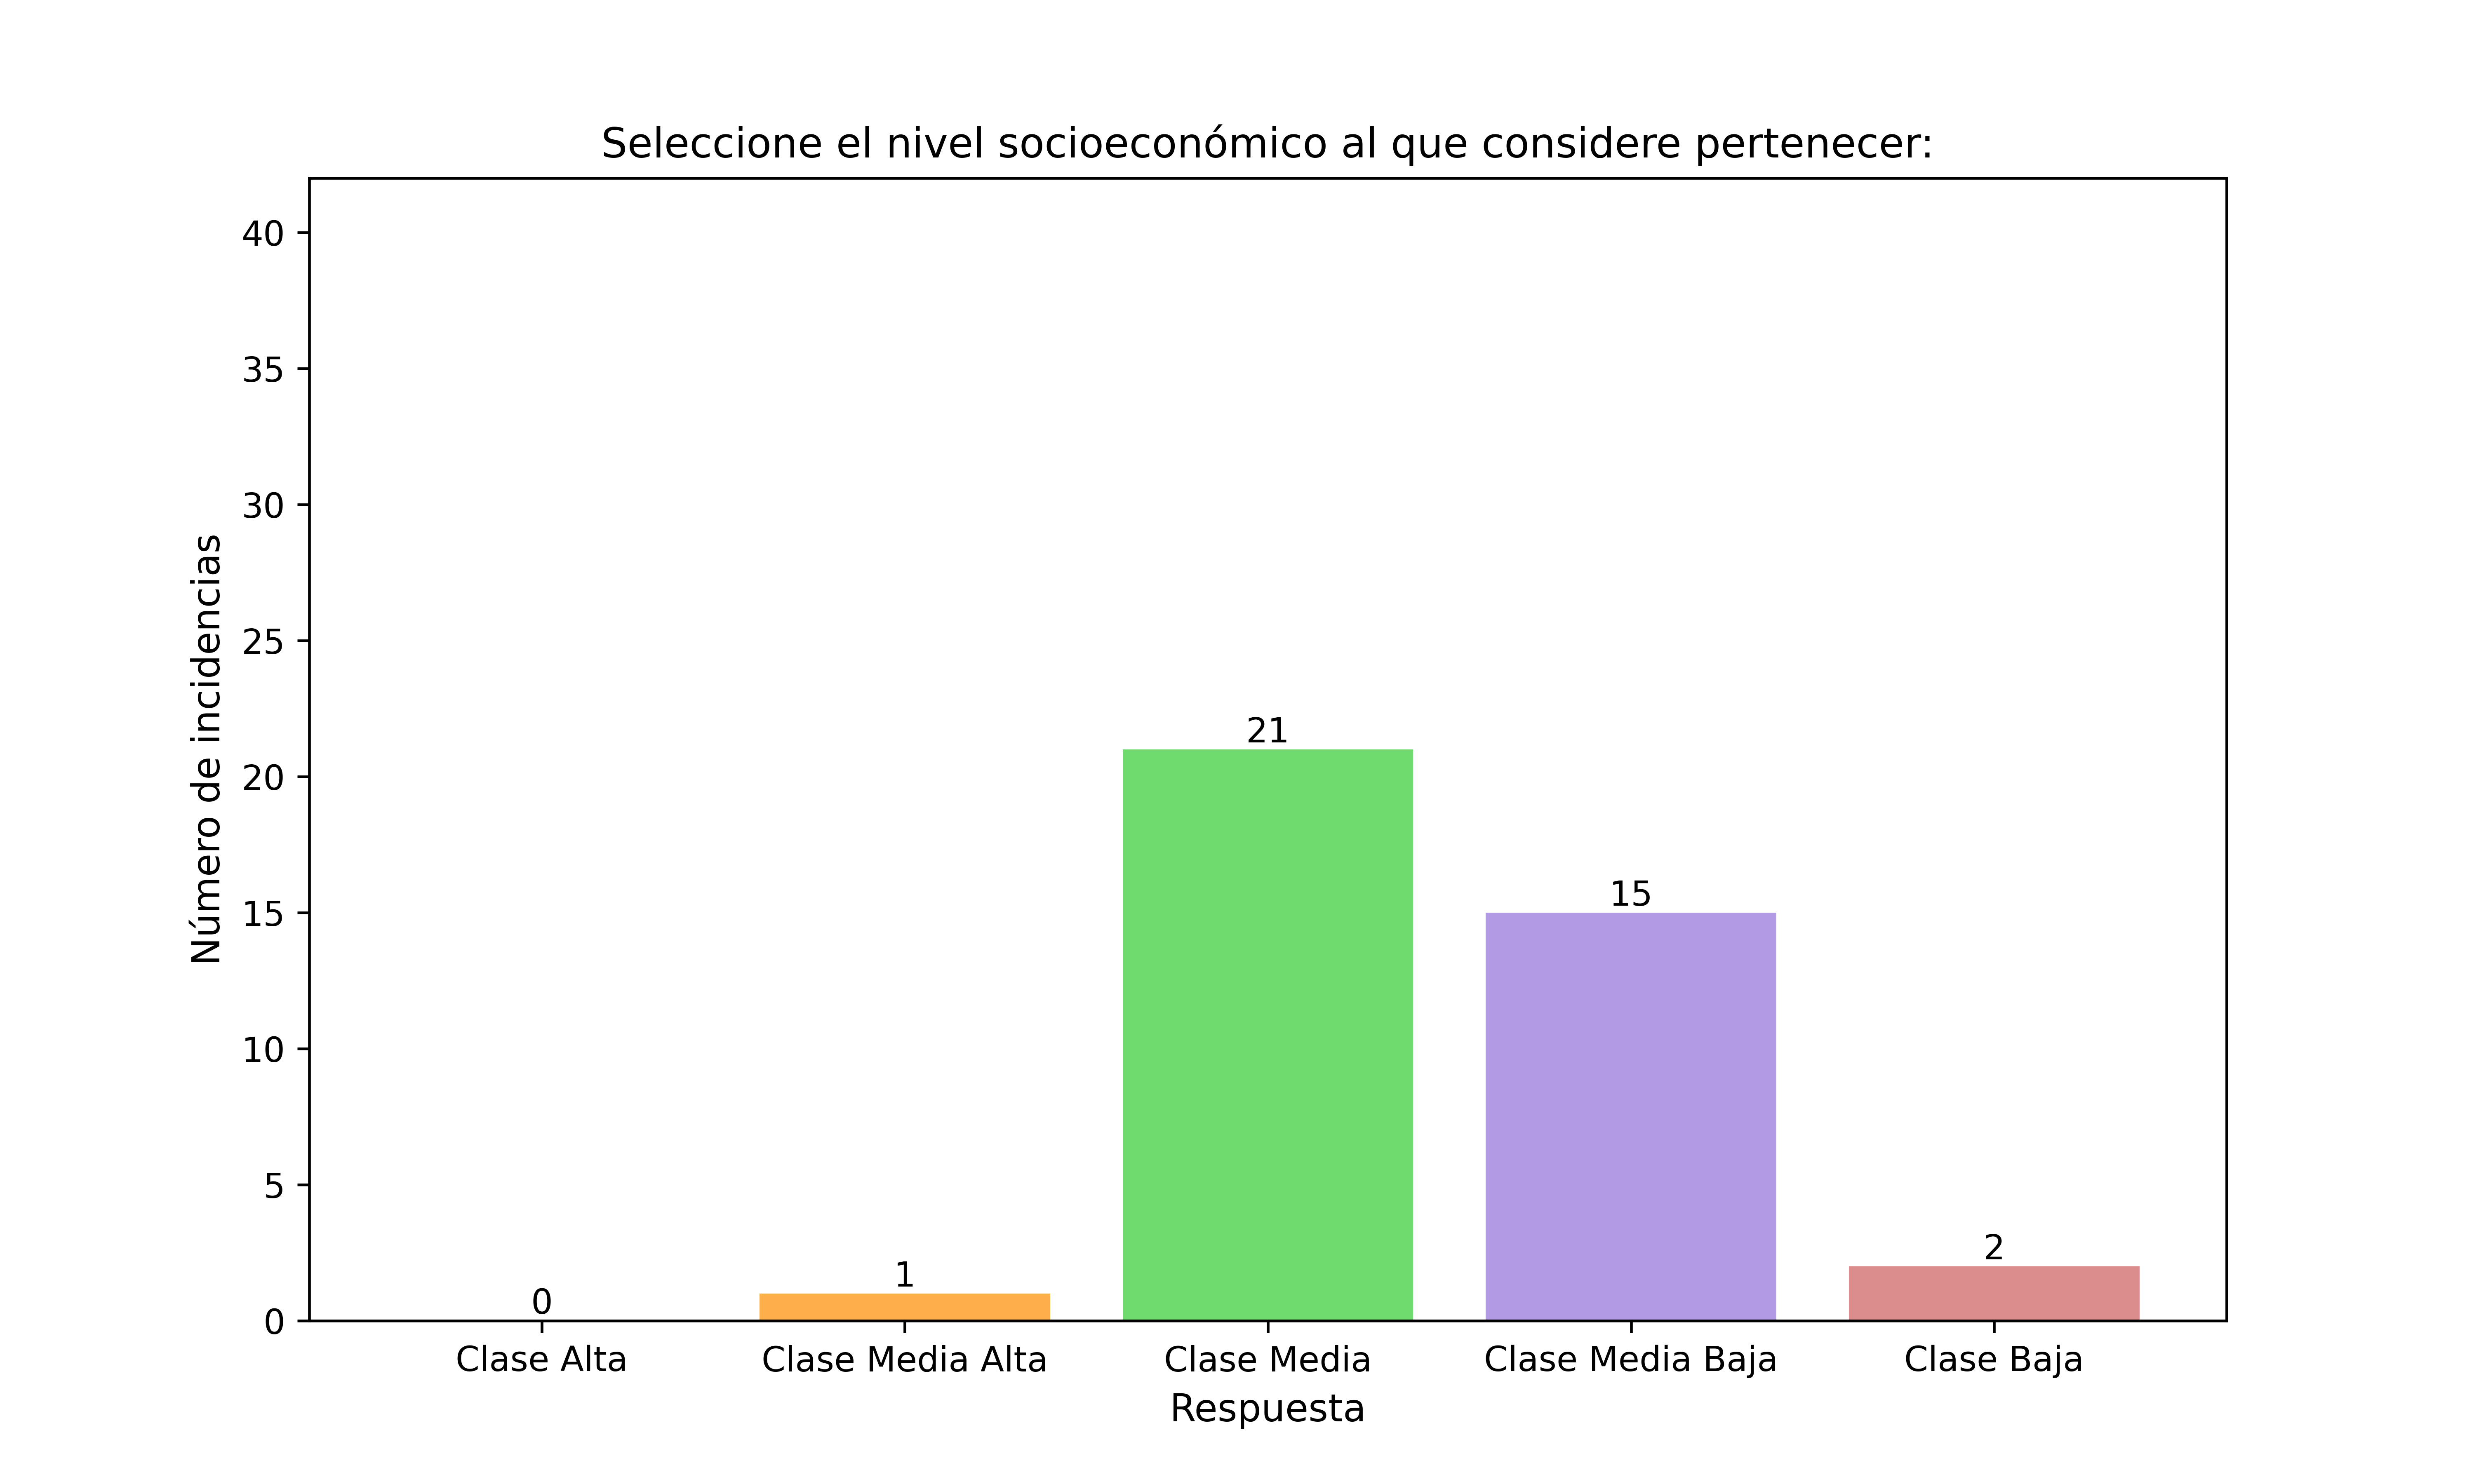 Seleccione el nivel socioeconómico al que considere pertenecer:
Número de incidencias
40
35
30
25
20
15
10
5
0
0
1
21
15
2
Clase Alta
Clase Media Alta
Clase Media
Clase Media Baja
Clase Baja
Respuesta